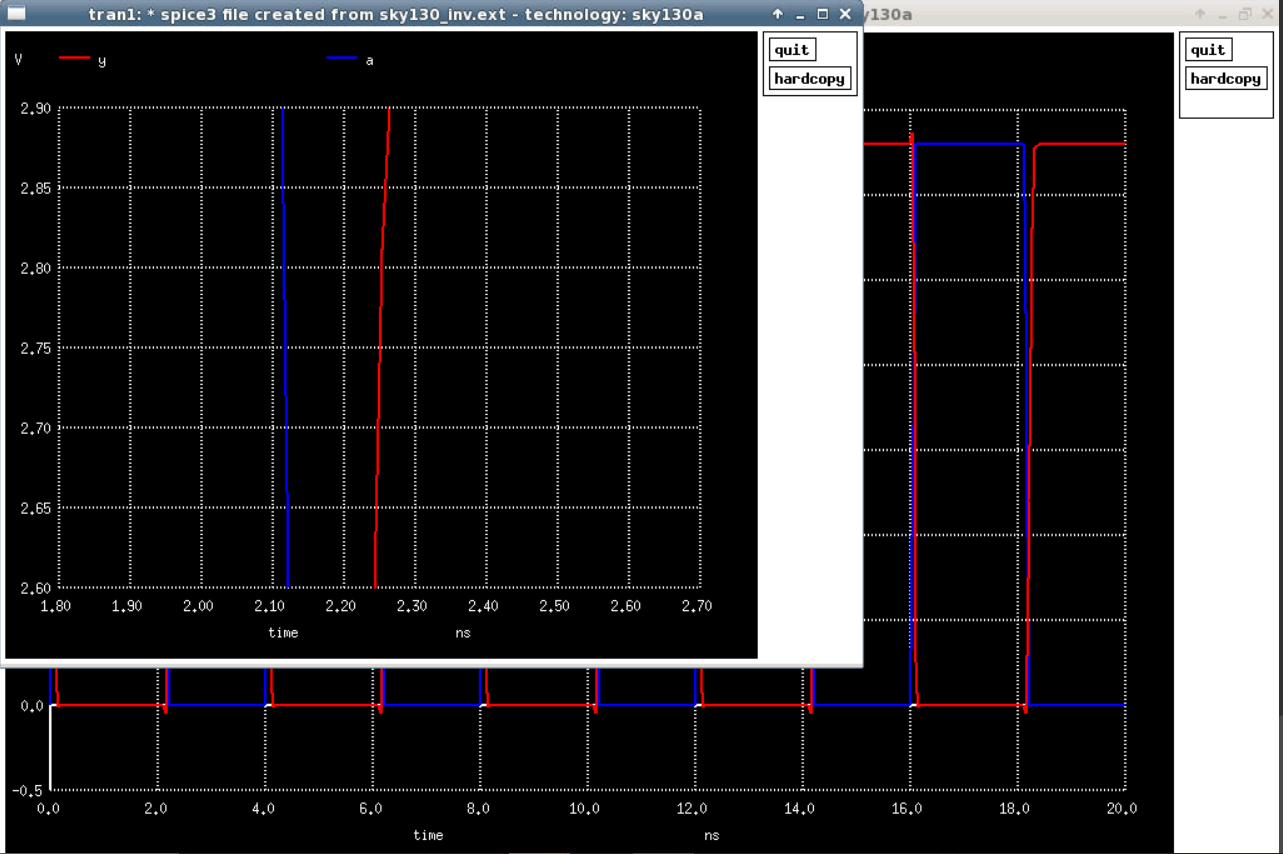 tran1: * spice3 file created from sky130_inv.ext - technology: sky130a
y130a
quit
hardcopy
quit
hardcopy
V y a
2.90
2.85
2.80
2.75
2.70
2.65
2.60
1.80 1.90 2.00 2.10 2.20 2.30 2.40 2.50 2.60 2.70
time ns
0.0
-0.5
0.0 2.0 4.0 6.0 8.0 10.0 12.0 14.0 16.0 18.0 20.0
time ns